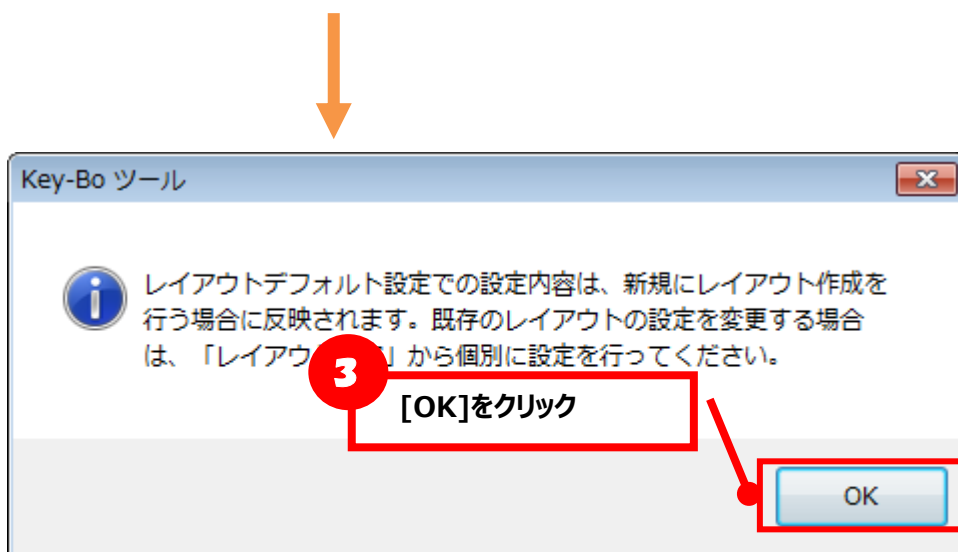 Key-Bo ツール
レイアウトデフォルト設定での設定内容は、新規にレイアウト作成を
行う場合に反映されます。既存のレイアウトの設定を変更する場合
は、「レイアウ」から個別に設定を行ってください。
3
[OK]をクリック
OK